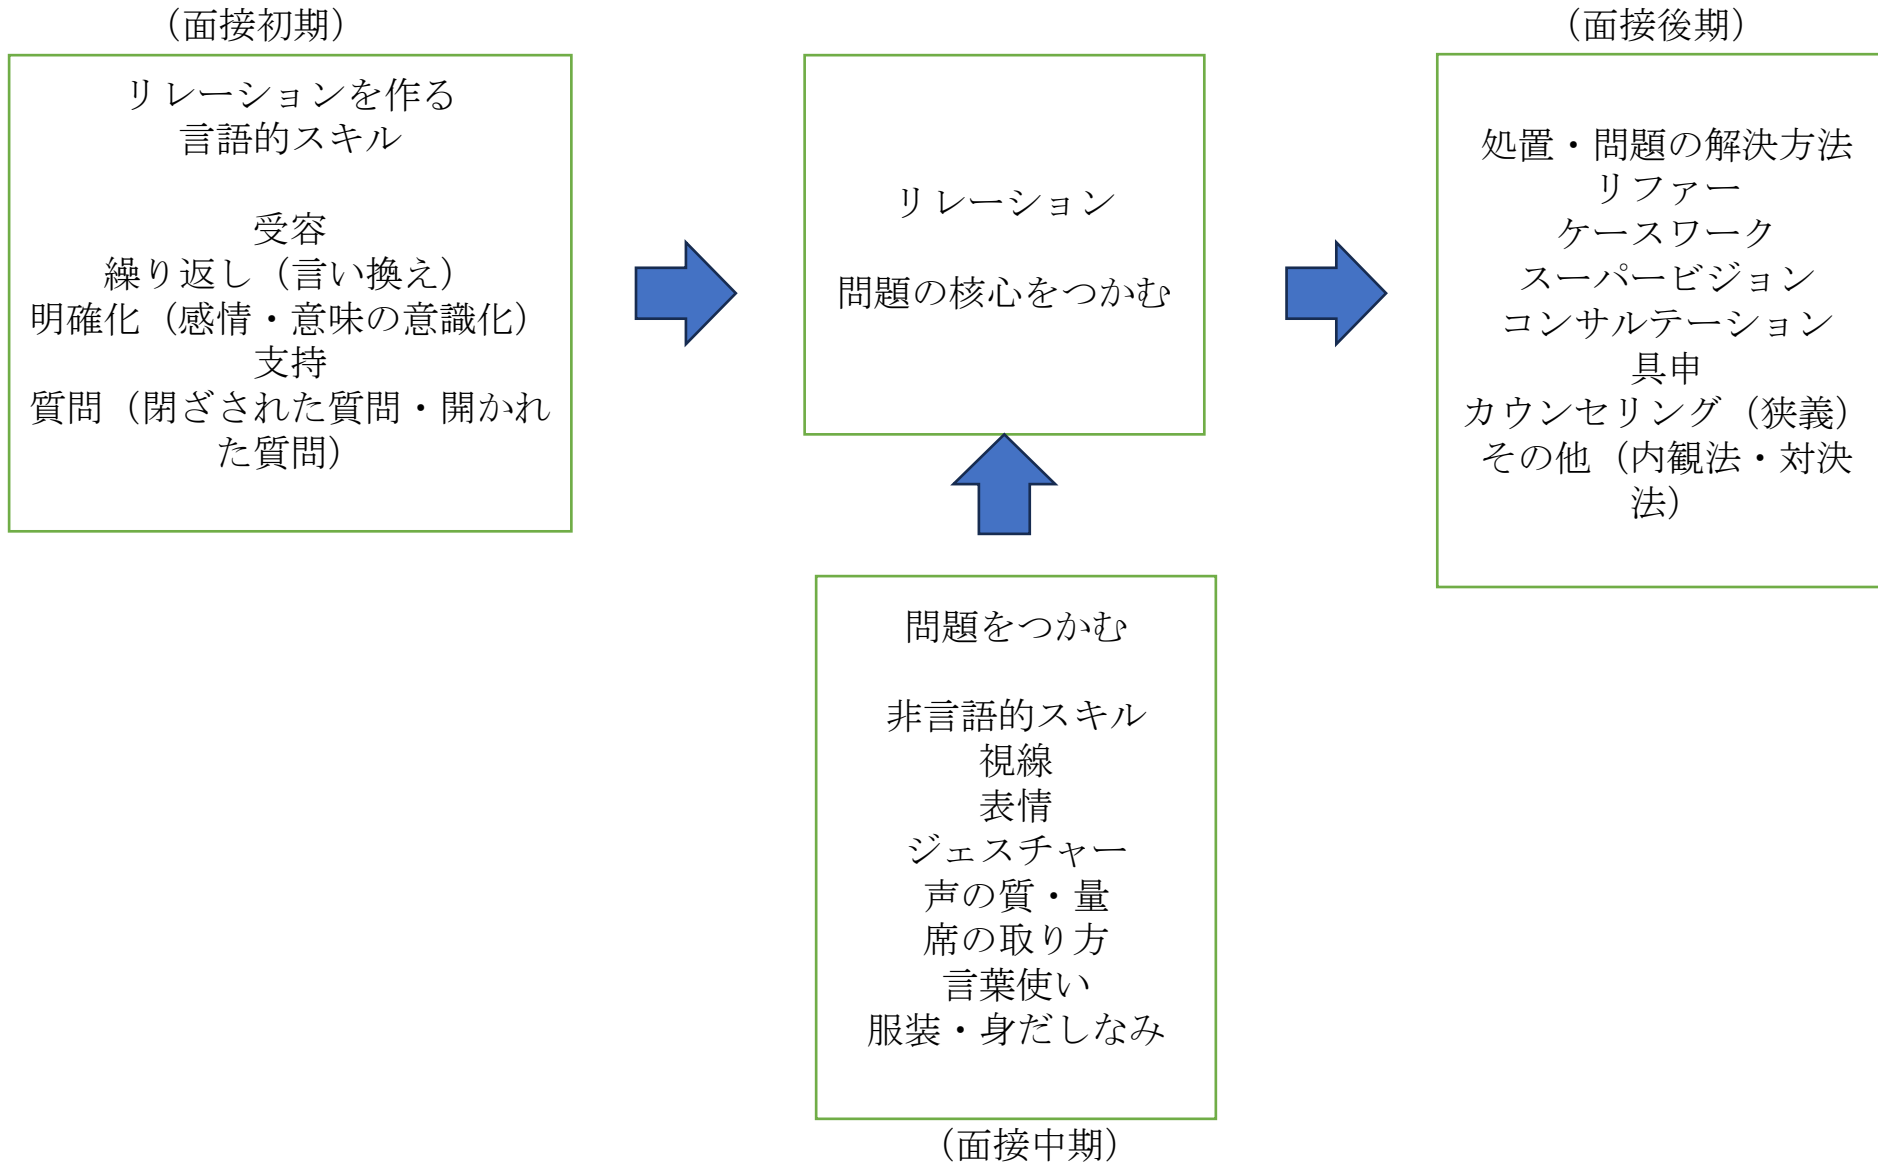 （面接初期）
リレーションを作る
言語的スキル
受容
繰り返し（言い換え）
明確化（感情・意味の意識化）
支持
質問（閉ざされた質問・開かれ
た質問）
リレーション
問題の核心をつかむ
問題をつかむ
非言語的スキル
視線
表情
ジェスチャー
声の質・量
席の取り方
言葉使い
服装・身だしなみ
（面接中期）
（面接後期）
処置・問題の解決方法
リファー
ケースワーク
スーパービジョン
コンサルテーション
具申
カウンセリング（狭義）
その他（内観法・対決
法）